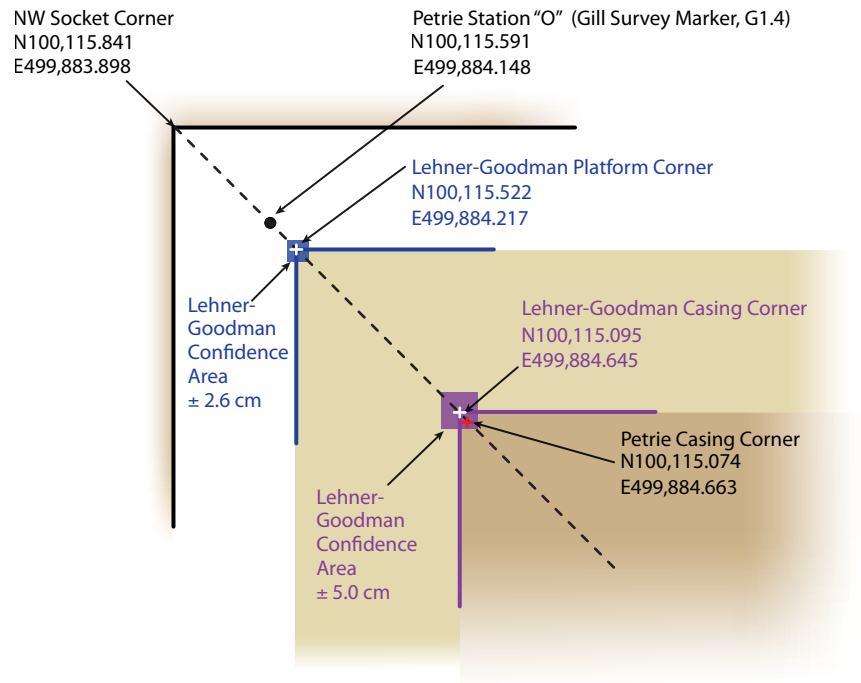 NW Socket Corner
N100,115.841
E499,883.898
Petrie Station “O” (Gill Survey Marker, G1.4)
N100,115.591
E499,884.148
Lehner-Goodman Platform Corner
N100,115.522
E499,884.217
Lehner-
Goodman
Confidence
Area
± 2.6 cm
Lehner-Goodman Casing Corner
N100,115.095
E499,884.645
Petrie Casing Corner
N100,115.074
E499,884.663
Lehner-
Goodman
Confidence
Area
± 5.0 cm